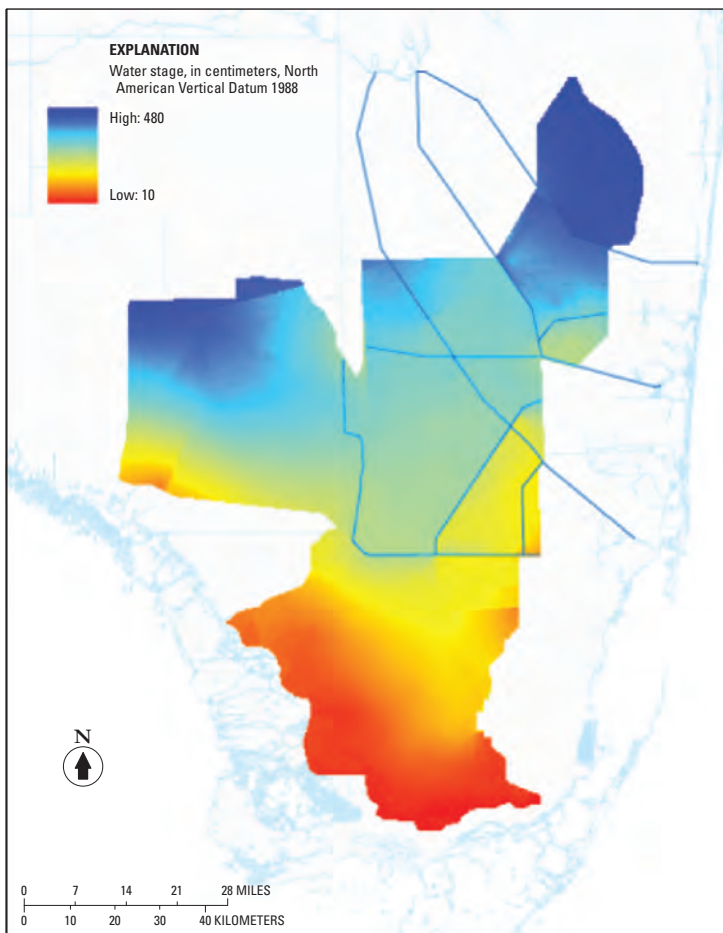 EXPLANATION
Water stage, in centimeters, North
American Vertical Datum 1988
High: 480
Low: 10
N
0 7 14 21 28 MILES
0 10 20 30 40 KILOMETERS